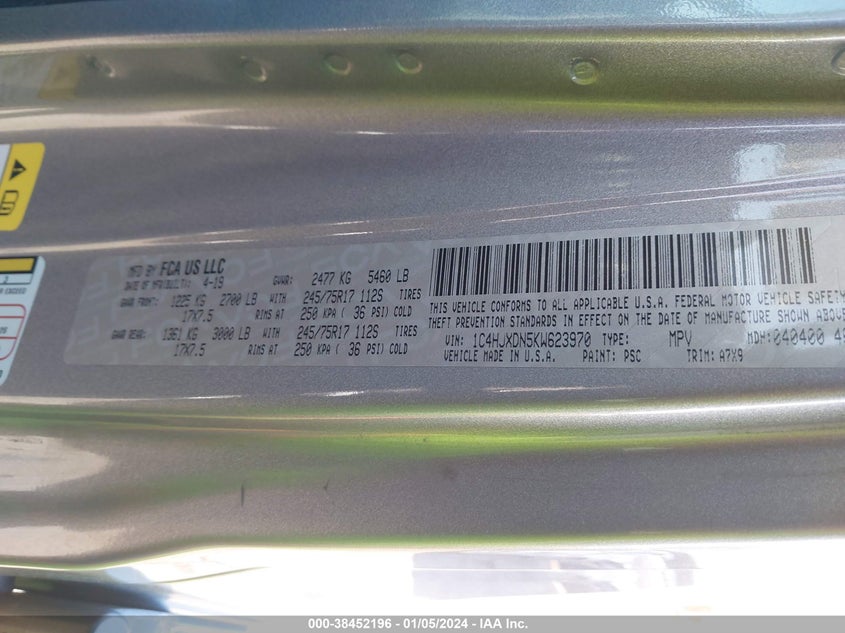 MFD BY FCA US LLC
DATE OF MFR/BUILT: 4-19
GVWR: 2477 KG 5460 LB
GAWR FRONT: 1225 KG 2700 LB WITH 245/75R17 112S TIRES
17X7.5 RIMS AT 250 KPA ( 36 PSI) COLD
GAWR REAR: 1361 KG 3000 LB WITH 245/75R17 112S TIRES
17X7.5 RIMS AT 250 KPA ( 36 PSI) COLD
THIS VEHICLE CONFORMS TO ALL APPLICABLE U.S.A. FEDERAL MOTOR VEHICLE SAFETY
THEFT PREVENTION STANDARDS IN EFFECT ON THE DATE OF MANUFACTURE SHOWN ABOVE
VIN: 1C4HJXDN5KW623970 TYPE: MPV MDH: 040400
VEHICLE MADE IN U.S.A. PAINT: PSC TRIM: A7X9
000-38452196 - 01/05/2024 - IAA Inc.